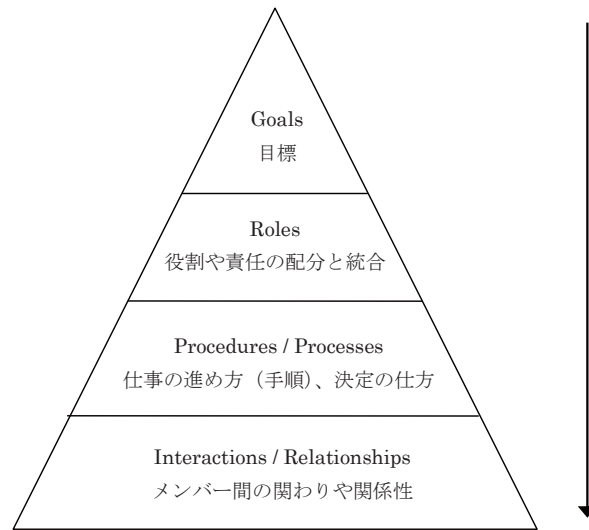 Goals
目標
Roles
役割や責任の配分と統合
Procedures / Processes
仕事の進め方（手順）、決定の仕方
Interactions / Relationships
メンバー間の関わりや関係性